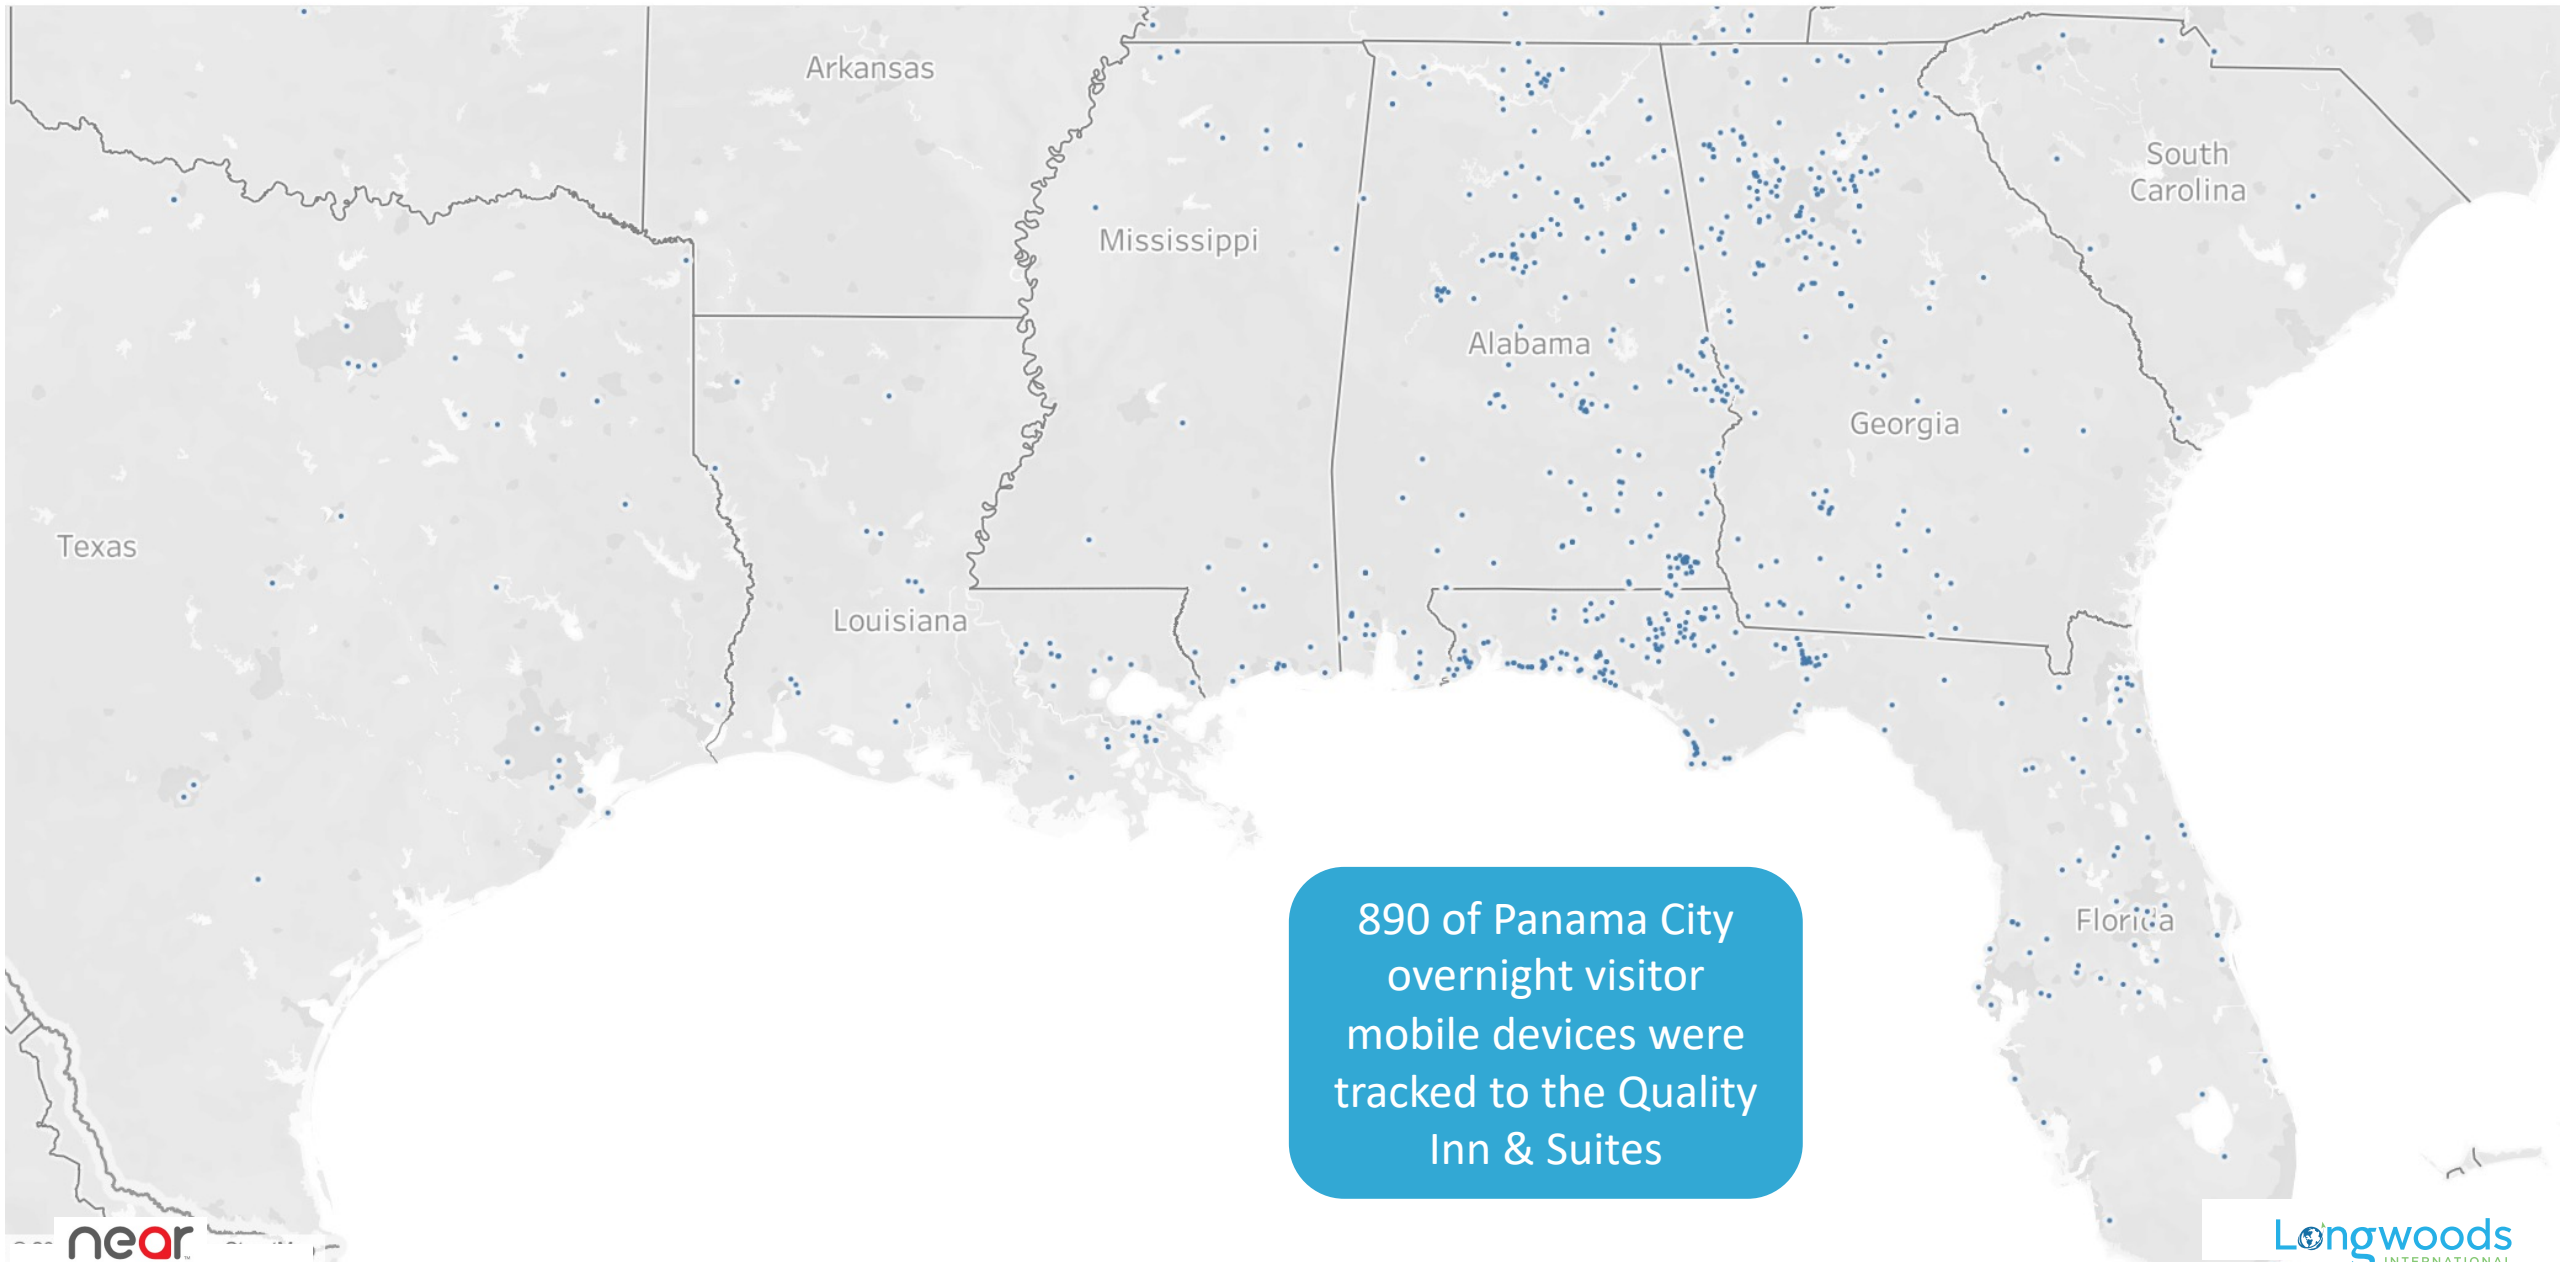 Arkansas
South
Carolina
Mississippi
Alabama
Georgia
Texas
Louisiana
Florida
890 of Panama City
overnight visitor
mobile devices were
tracked to the Quality
Inn & Suites
near
Longwoods
INTERNATIONAL